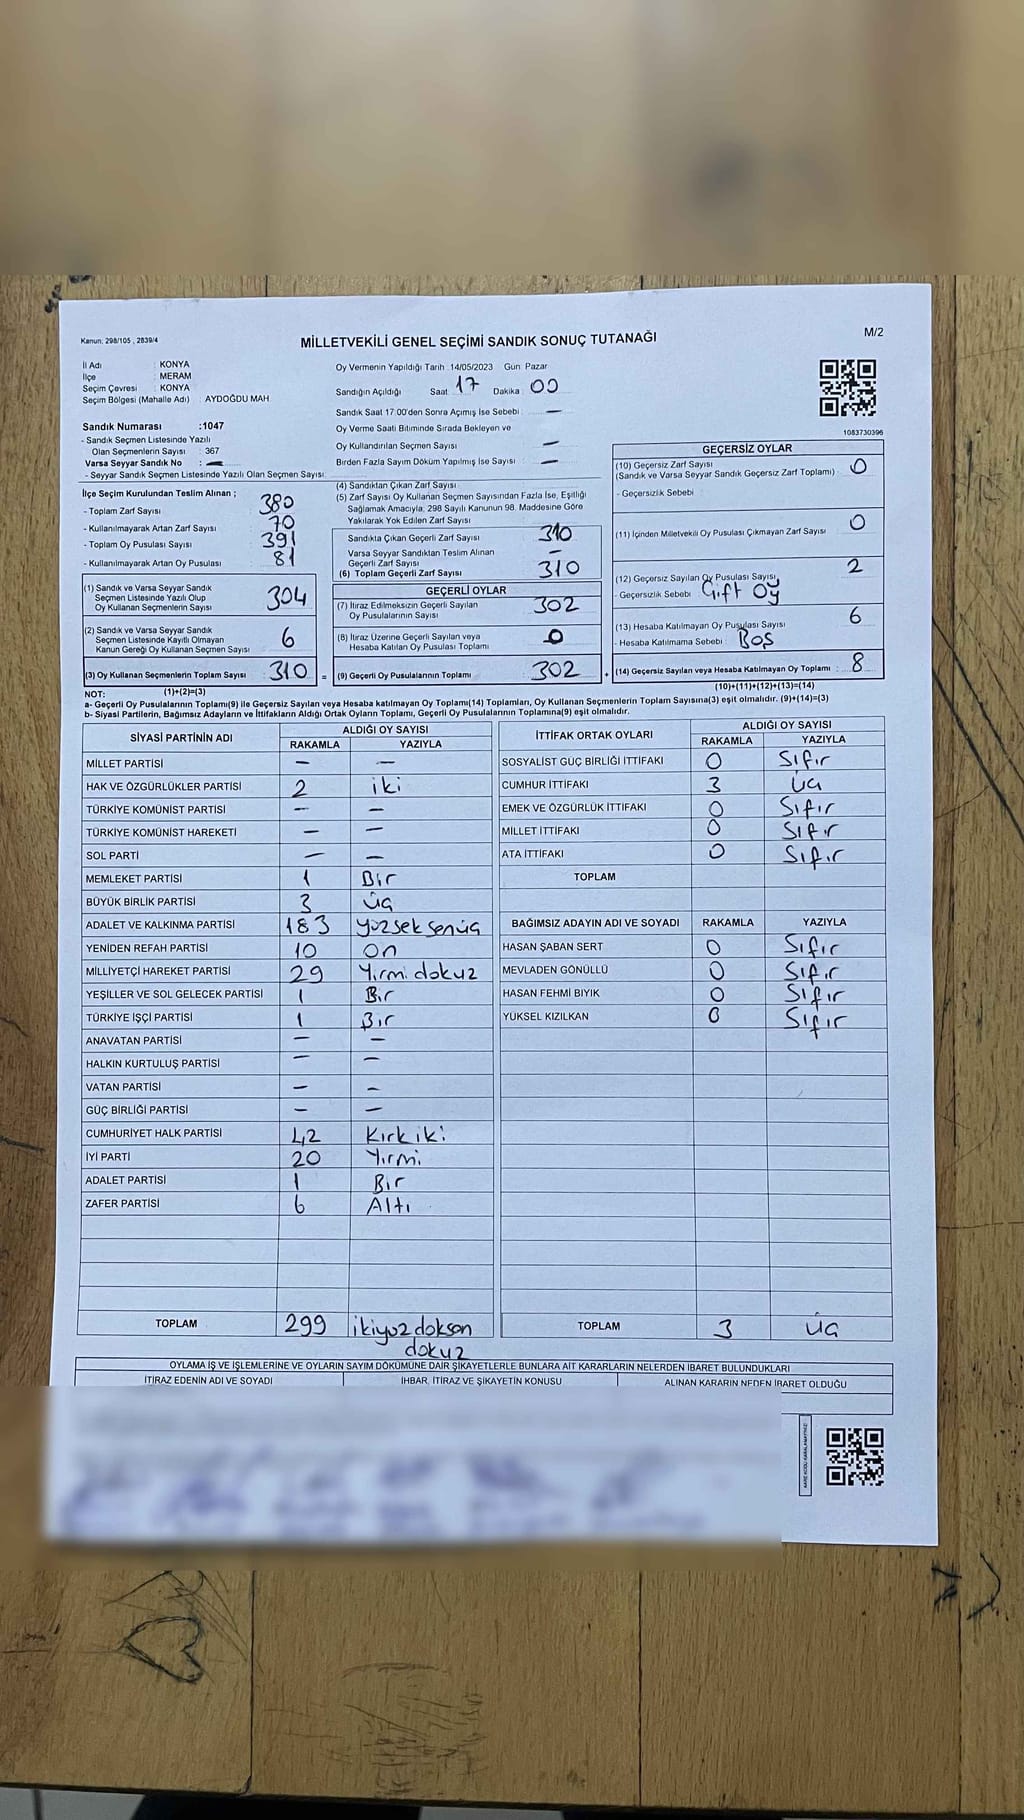 Kanun: 298/105 , 2839/4
MİLLETVEKİLİ GENEL SEÇİMİ SANDIK SONUÇ TUTANAĞI
M/2
İl Adı : KONYA
İlçe : MERAM
Seçim Çevresi : KONYA
Seçim Bölgesi (Mahalle Adı) : AYDOĞDU MAH.
Sandık Numarası :1047
- Sandık Seçmen Listesinde Yazılı
Olan Seçmenlerin Sayısı : 367
Varsa Seyyar Sandık No : —
- Seyyar Sandık Seçmen Listesinde Yazılı Olan Seçmen Sayısı:
Oy Vermenin Yapıldığı Tarih :14/05/2023 Gün Pazar
Sandığın Açıldığı Saat 17 Dakika 00
Sandık Saat 17:00'den Sonra Açımış İse Sebebi : —
Oy Verme Saati Bitiminde Sırada Bekleyen ve
Oy Kullandırılan Seçmen Sayısı : —
Birden Fazla Sayım Döküm Yapılmış İse Sayısı : —
1083730396
İlçe Seçim Kurulundan Teslim Alınan ;
- Toplam Zarf Sayısı : 380
- Kullanılmayarak Artan Zarf Sayısı : 70
- Toplam Oy Pusulası Sayısı : 391
- Kullanılmayarak Artan Oy Pusulası : 81
(1) Sandık ve Varsa Seyyar Sandık
Seçmen Listesinde Yazılı Olup
Oy Kullanan Seçmenlerin Sayısı : 304
(2) Sandık ve Varsa Seyyar Sandık
Seçmen Listesinde Kayıtlı Olmayan
Kanun Gereği Oy Kullanan Seçmen Sayısı : 6
(3) Oy Kullanan Seçmenlerin Toplam Sayısı : 310 =
(1)+(2)=(3)
(4) Sandıktan Çıkan Zarf Sayısı :
(5) Zarf Sayısı Oy Kullanan Seçmen Sayısından Fazla İse, Eşitliği
Sağlamak Amacıyla, 298 Sayılı Kanunun 98. Maddesine Göre
Yakılarak Yok Edilen Zarf Sayısı :
Sandıkta Çıkan Geçerli Zarf Sayısı : 310
Varsa Seyyar Sandıktan Teslim Alınan
Geçerli Zarf Sayısı : —
(6) Toplam Geçerli Zarf Sayısı : 310
GEÇERLİ OYLAR
(7) İtiraz Edilmeksizin Geçerli Sayılan
Oy Pusulalarının Sayısı : 302
(8) İtiraz Üzerine Geçerli Sayılan veya
Hesaba Katılan Oy Pusulası Toplamı : 0
(9) Geçerli Oy Pusulalarının Toplamı : 302 +
GEÇERSİZ OYLAR
(10) Geçersiz Zarf Sayısı : 0
(Sandık ve Varsa Seyyar Sandık Geçersiz Zarf Toplamı)
- Geçersizlik Sebebi :
(11) İçinden Milletvekili Oy Pusulası Çıkmayan Zarf Sayısı : 0
(12) Geçersiz Sayılan Oy Pusulası Sayısı : 2
- Geçersizlik Sebebi : Çift Oy
(13) Hesaba Katılmayan Oy Pusulası Sayısı : 6
- Hesaba Katılmama Sebebi : Boş
(14) Geçersiz Sayılan veya Hesaba Katılmayan Oy Toplamı : 8
(10)+(11)+(12)+(13)=(14)
NOT:
a- Geçerli Oy Pusulalarının Toplamı(9) ile Geçersiz Sayılan veya Hesaba katılmayan Oy Toplamı(14) Toplamları, Oy Kullanan Seçmenlerin Toplam Sayısına(3) eşit olmalıdır. (9)+(14)=(3)
b- Siyasi Partilerin, Bağımsız Adayların ve İttifakların Aldığı Ortak Oyların Toplamı, Geçerli Oy Pusulalarının Toplamına(9) eşit olmalıdır.
SİYASİ PARTİNİN ADI ALDIĞI OY SAYISI
RAKAMLA YAZIYLA
MİLLET PARTİSİ — —
HAK VE ÖZGÜRLÜKLER PARTİSİ 2 iki
TÜRKİYE KOMÜNİST PARTİSİ — —
TÜRKİYE KOMÜNİST HAREKETİ — —
SOL PARTİ — —
MEMLEKET PARTİSİ 1 Bir
BÜYÜK BİRLİK PARTİSİ 3 üç
ADALET VE KALKINMA PARTİSİ 183 yüzseksenüç
YENİDEN REFAH PARTİSİ 10 on
MİLLİYETÇİ HAREKET PARTİSİ 29 Yirmi dokuz
YEŞİLLER VE SOL GELECEK PARTİSİ 1 Bir
TÜRKİYE İŞÇİ PARTİSİ 1 Bir
ANAVATAN PARTİSİ — —
HALKIN KURTULUŞ PARTİSİ — —
VATAN PARTİSİ — —
GÜÇ BİRLİĞİ PARTİSİ — —
CUMHURİYET HALK PARTİSİ 42 Kırk iki
İYİ PARTİ 20 Yirmi
ADALET PARTİSİ 1 Bir
ZAFER PARTİSİ 6 Altı
TOPLAM 299 ikiyüz doksan
dokuz
İTTİFAK ORTAK OYLARI ALDIĞI OY SAYISI
RAKAMLA YAZIYLA
SOSYALİST GÜÇ BİRLİĞİ İTTİFAKI 0 Sıfır
CUMHUR İTTİFAKI 3 üç
EMEK VE ÖZGÜRLÜK İTTİFAKI 0 Sıfır
MİLLET İTTİFAKI 0 Sıfır
ATA İTTİFAKI 0 Sıfır
TOPLAM
BAĞIMSIZ ADAYIN ADI VE SOYADI RAKAMLA YAZIYLA
HASAN ŞABAN SERT 0 Sıfır
MEVLADEN GÖNÜLLÜ 0 Sıfır
HASAN FEHMİ BIYIK 0 Sıfır
YÜKSEL KIZILKAN 0 Sıfır
TOPLAM 3 üç
OYLAMA İŞ VE İŞLEMLERİNE VE OYLARIN SAYIM DÖKÜMÜNE DAİR ŞİKAYETLERLE BUNLARA AİT KARARLARIN NELERDEN İBARET BULUNDUKLARI
İTİRAZ EDENİN ADI VE SOYADI İHBAR, İTİRAZ VE ŞİKAYETİN KONUSU ALINAN KARARIN NEDEN İBARET OLDUĞU